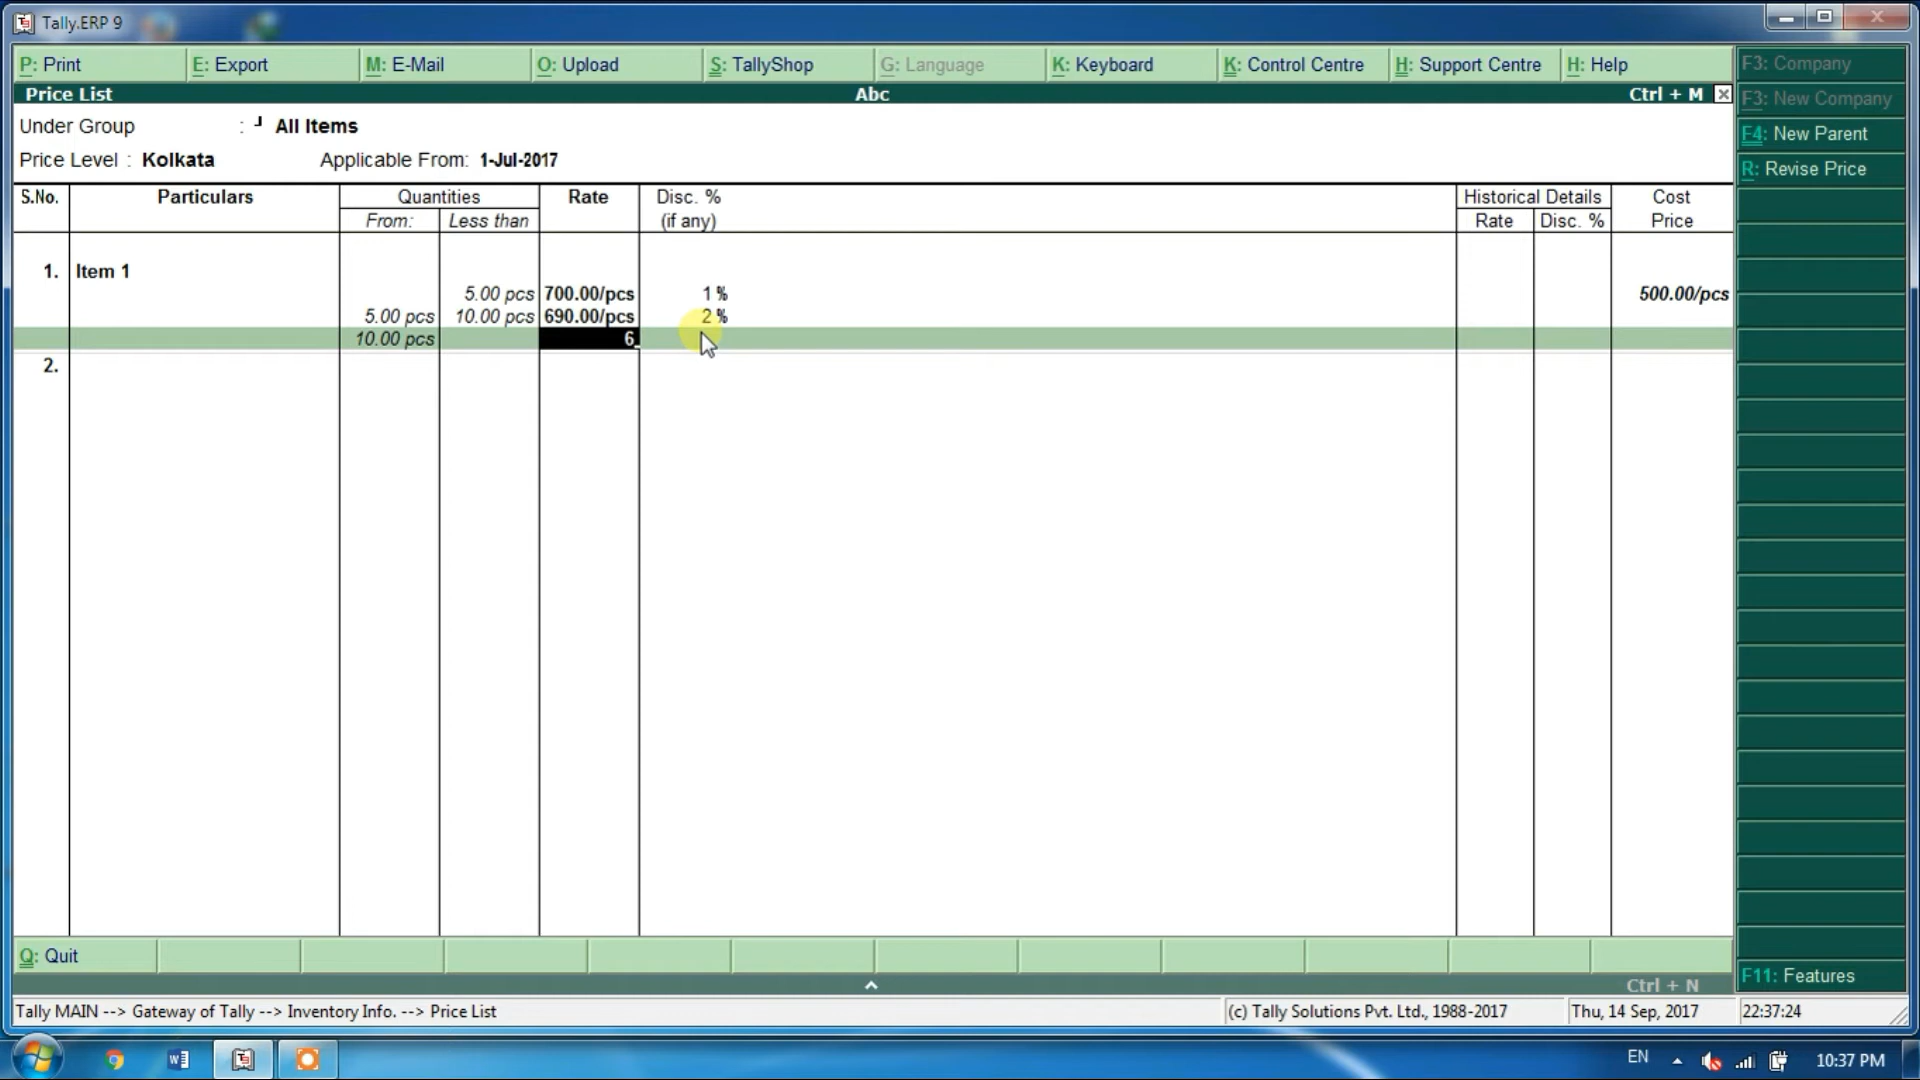 Tally.ERP 9
P: Print E: Export M: E-Mail O: Upload S: TallyShop G: Language K: Keyboard K: Control Centre H: Support Centre H: Help
Price List Abc Ctrl + M
Under Group : ┘ All Items
Price Level : Kolkata Applicable From: 1-Jul-2017
S.No. Particulars Quantities Rate Disc. % Historical Details Cost
From: Less than (if any) Rate Disc. % Price
1. Item 1
5.00 pcs 700.00/pcs 1 % 500.00/pcs
5.00 pcs 10.00 pcs 690.00/pcs 2 %
10.00 pcs 6
2.
F3: Company
F3: New Company
F4: New Parent
R: Revise Price
F11: Features
Q: Quit
Ctrl + N
Tally MAIN --> Gateway of Tally --> Inventory Info. --> Price List (c) Tally Solutions Pvt. Ltd., 1988-2017 Thu, 14 Sep, 2017 22:37:24
EN 10:37 PM